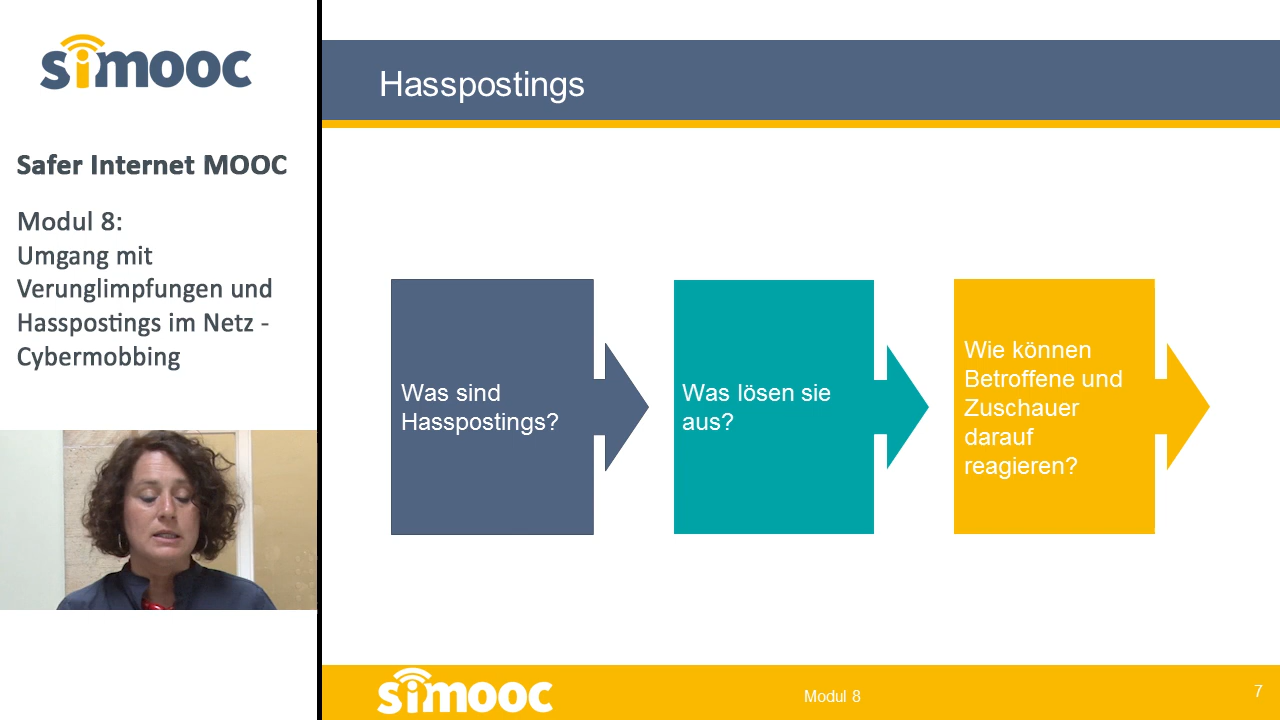 simooc
Safer Internet MOOC
Modul 8:
Umgang mit
Verunglimpfungen und
Hasspostings im Netz -
Cybermobbing
Hasspostings
Was sind
Hasspostings?
Was lösen sie
aus?
Wie können
Betroffene und
Zuschauer
darauf
reagieren?
simooc
Modul 8
7